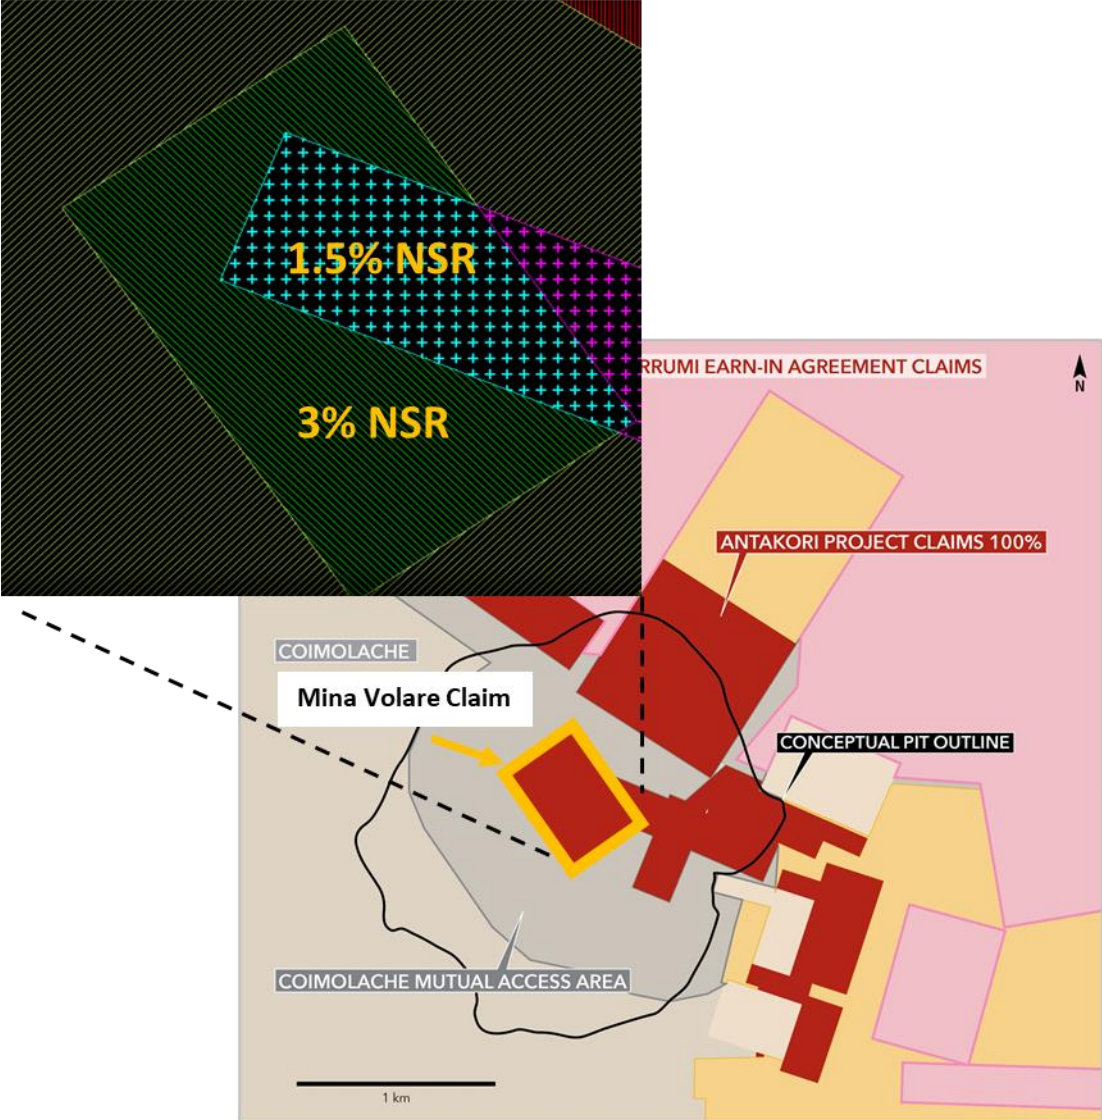 1.5% NSR
3% NSR
RRUMI EARN-IN AGREEMENT CLAIMS
N
ANTAKORI PROJECT CLAIMS 100%
COIMOLACHE
Mina Volare Claim
CONCEPTUAL PIT OUTLINE
COIMOLACHE MUTUAL ACCESS AREA
1 km